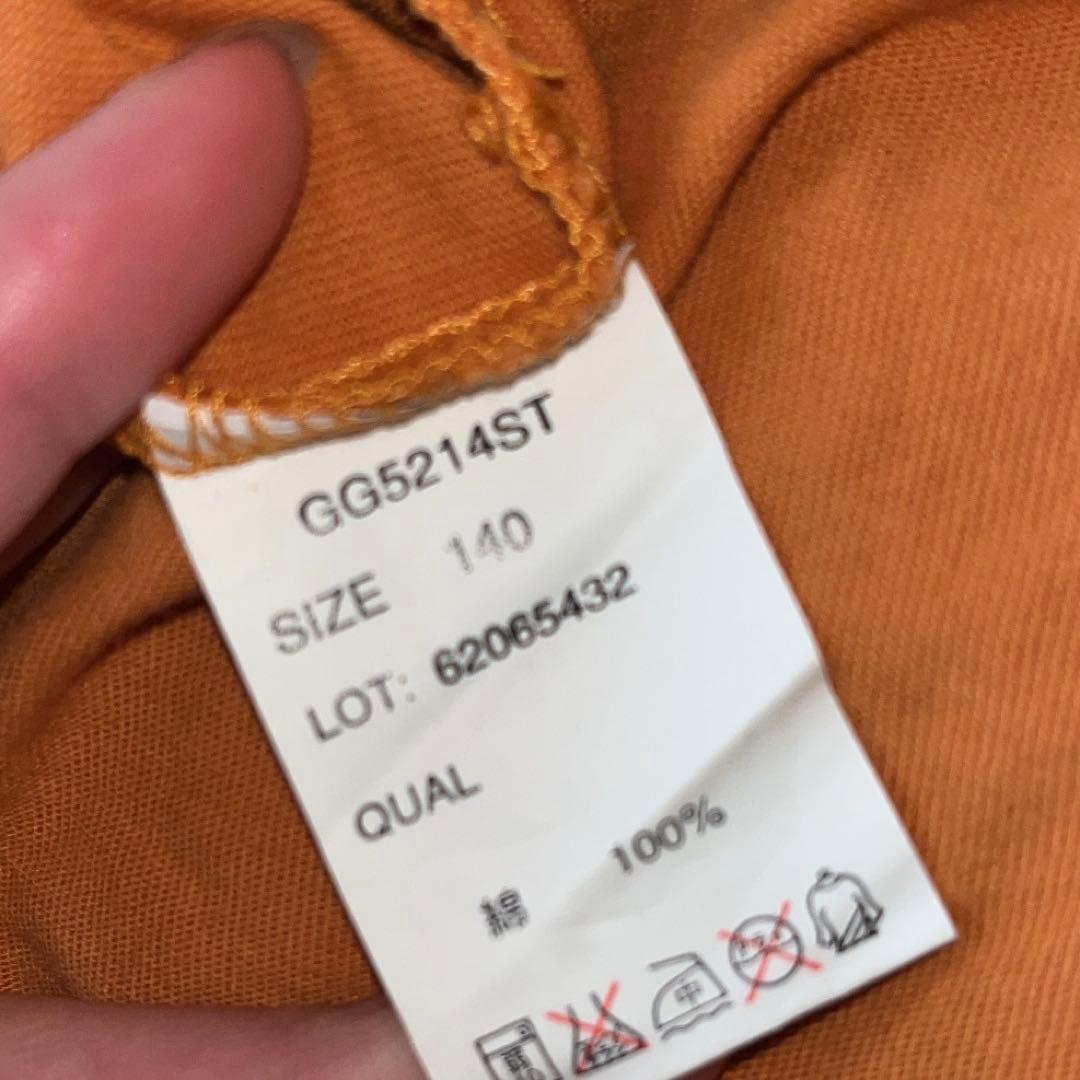 GG5214ST
SIZE 140
LOT: 62065432
QUAL
綿 100%
中